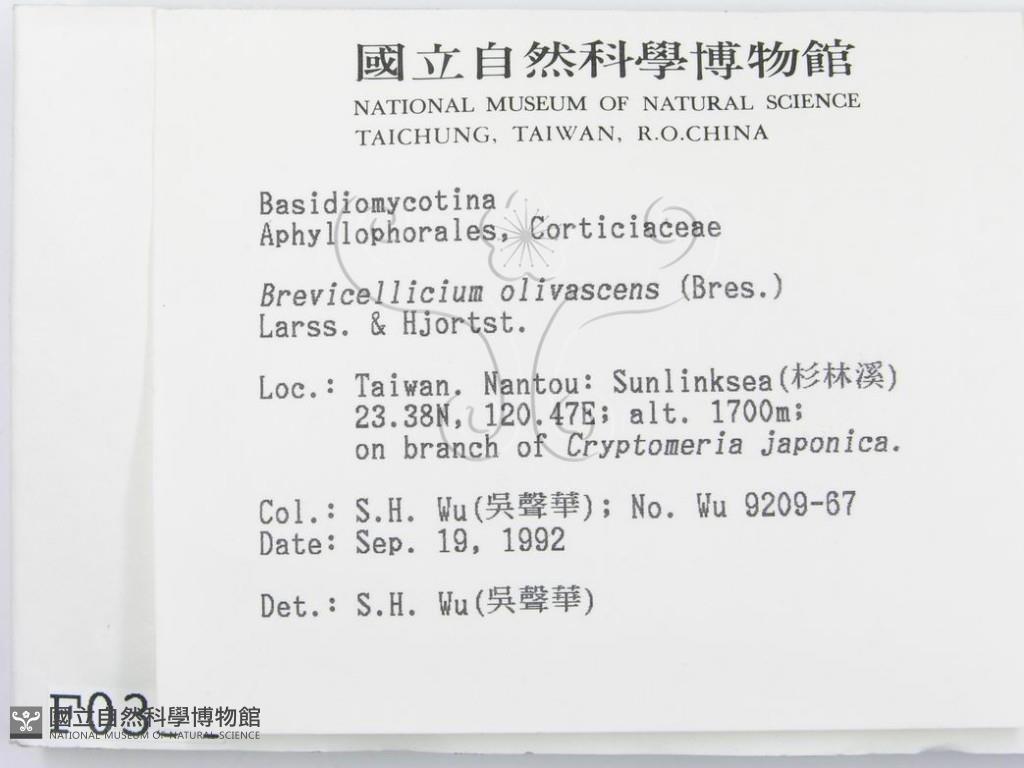 國立自然科學博物館
NATIONAL MUSEUM OF NATURAL SCIENCE
TAICHUNG, TAIWAN, R.O.CHINA
Basidiomycotina
Aphyllophorales, Corticiaceae
Brevicellicium olivascens (Bres.)
Larss. & Hjortst.
Loc.: Taiwan. Nantou: Sunlinksea(杉林溪)
23.38N, 120.47E; alt. 1700m;
on branch of Cryptomeria japonica.
Col.: S.H. Wu(吳聲華); No. Wu 9209-67
Date: Sep. 19, 1992
Det.: S.H. Wu(吳聲華)
F03
國立自然科學博物館
NATIONAL MUSEUM OF NATURAL SCIENCE